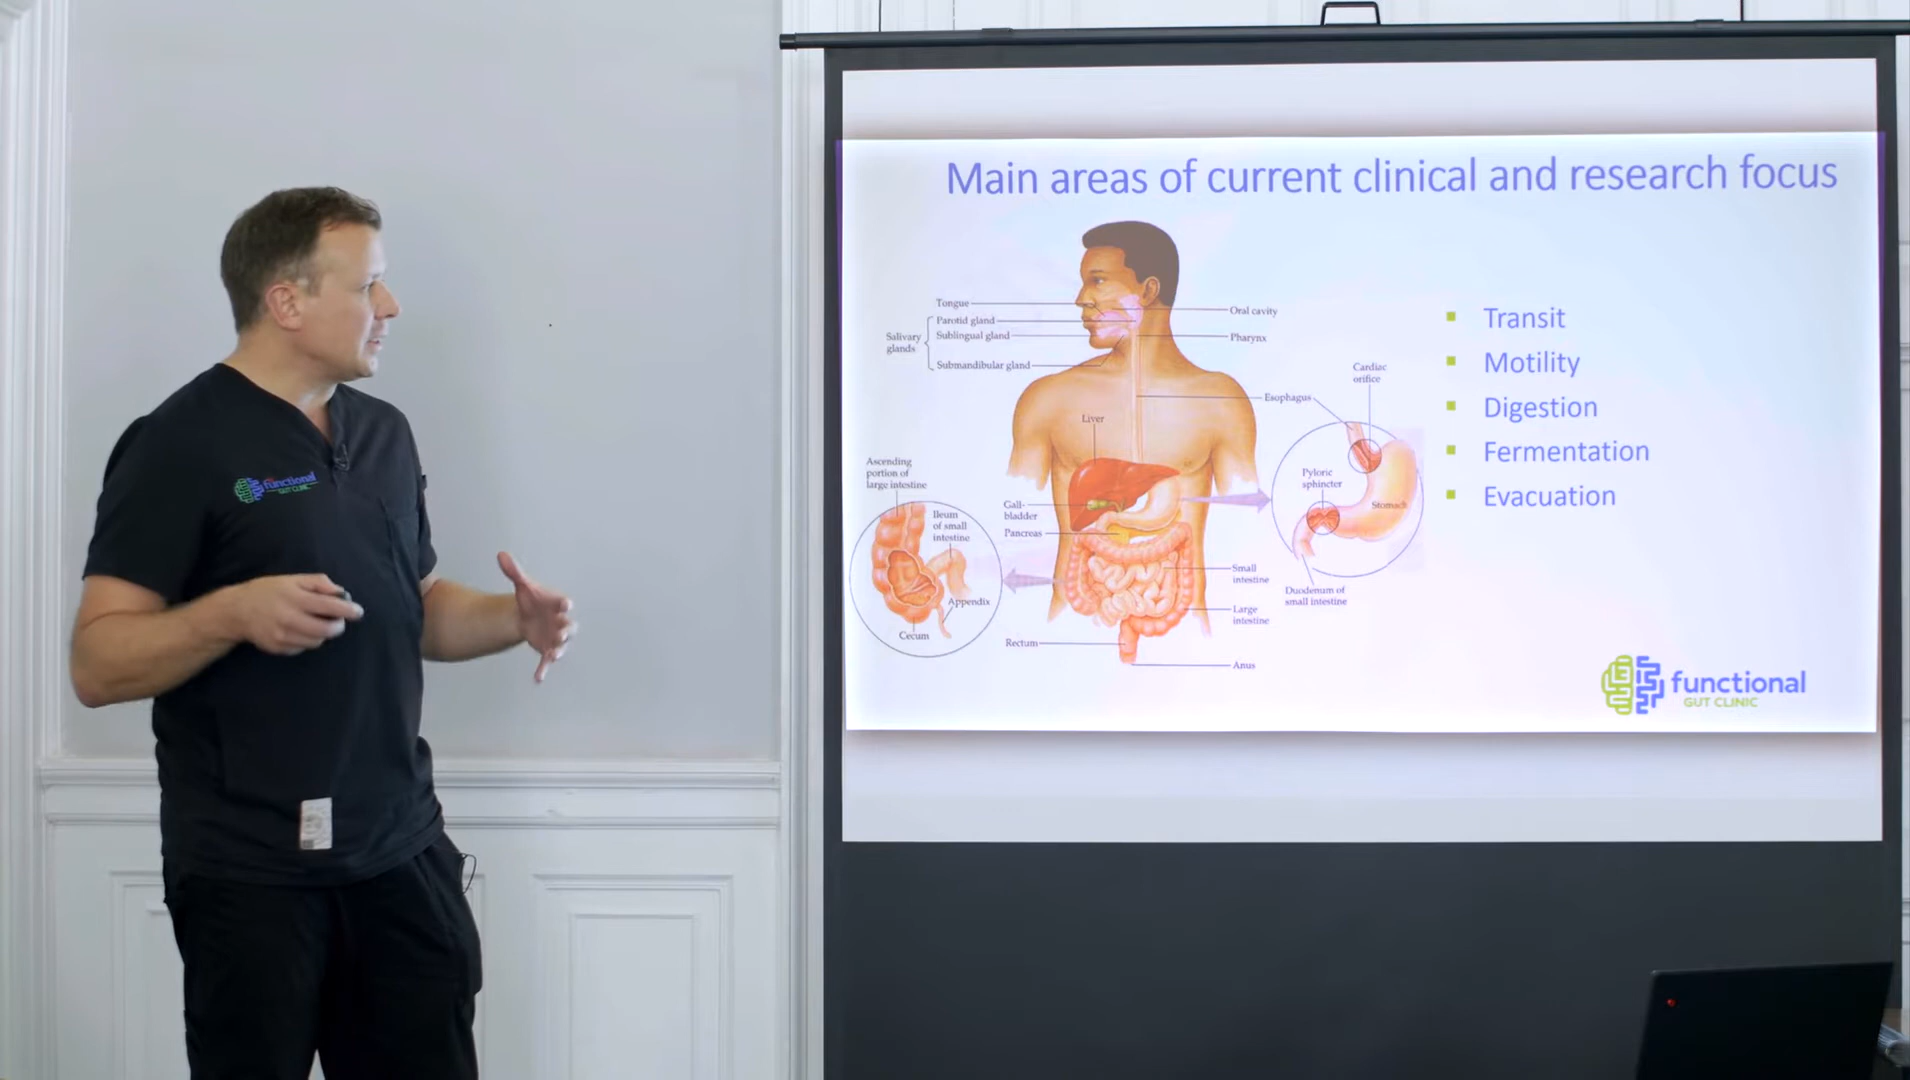 functional
GUT CLINIC
Main areas of current clinical and research focus
Tongue
Parotid gland
Salivary
glands
Sublingual gland
Submandibular gland
Oral cavity
Pharynx
Esophagus
Cardiac
orifice
Liver
Ascending
portion of
large intestine
Ileum
of small
intestine
Appendix
Cecum
Gall-
bladder
Pancreas
Pyloric
sphincter
Stomach
Duodenum of
small intestine
Small
intestine
Large
intestine
Rectum
Anus
Transit
Motility
Digestion
Fermentation
Evacuation
functional
GUT CLINIC